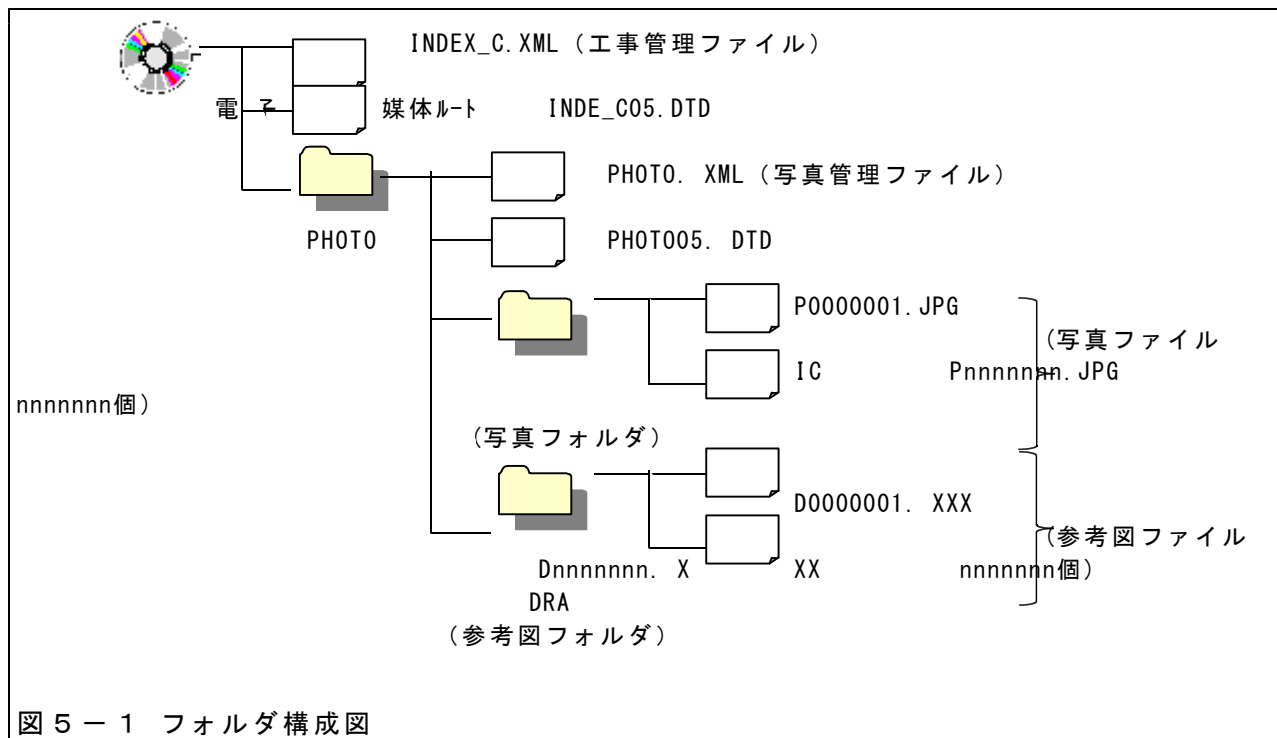 INDEX_C.XML（工事管理ファイル）
電子 媒体ルート INDE_C05.DTD
PHOTO. XML（写真管理ファイル）
PHOTO PHOTO05. DTD
P0000001.JPG
（写真ファイル
IC Pnnnnnnn.JPG
nnnnnnn個）
（写真フォルダ）
D0000001. XXX
（参考図ファイル
Dnnnnnnn. X XX nnnnnnn個）
DRA
（参考図フォルダ）
図５－１ フォルダ構成図